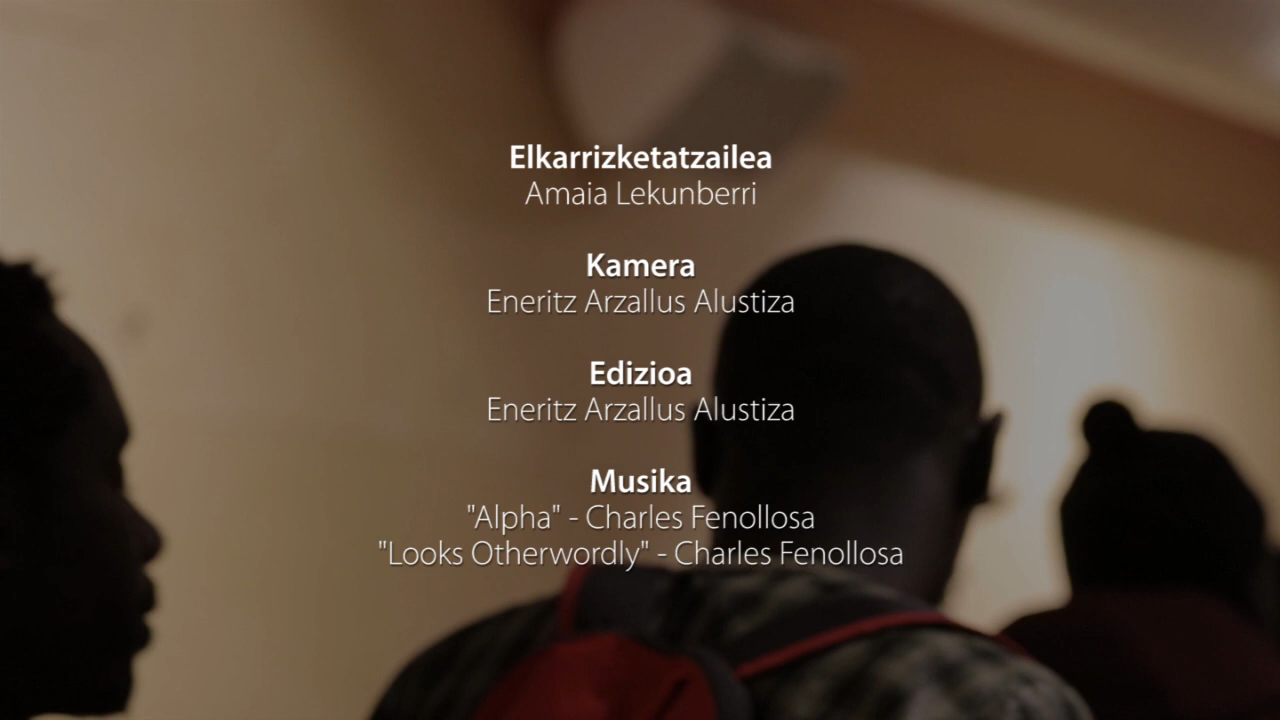 Elkarrizketatzailea
Amaia Lekunberri
Kamera
Eneritz Arzallus Alustiza
Edizioa
Eneritz Arzallus Alustiza
Musika
"Alpha" - Charles Fenollosa
"Looks Otherwordly" - Charles Fenollosa